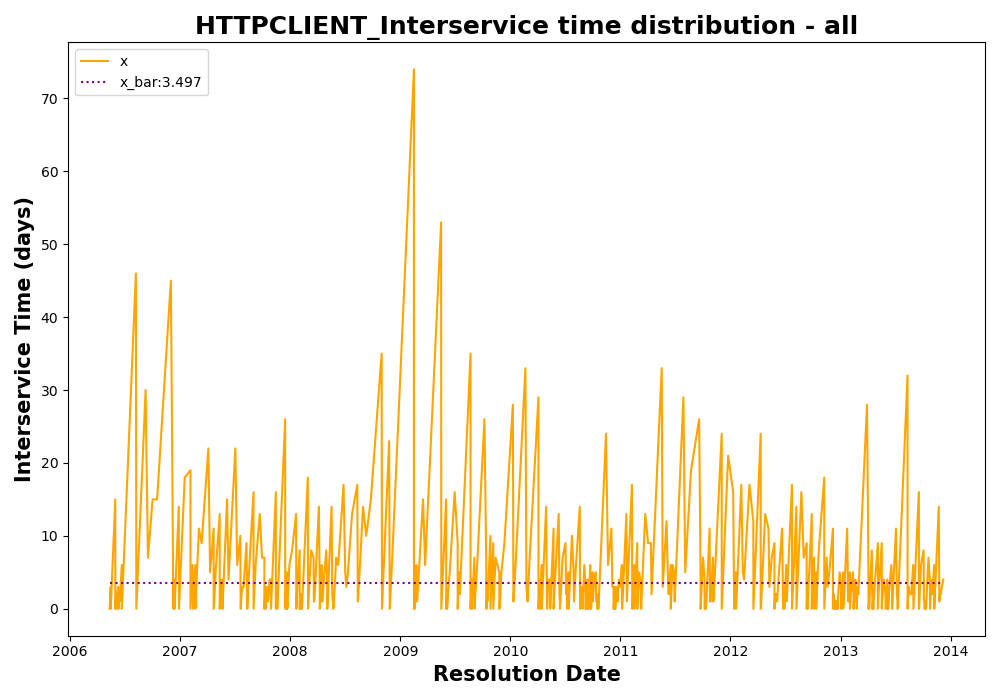 HTTPCLIENT_Interservice time distribution - all
x
x_bar:3.497
Interservice Time (days)
70
60
50
40
30
20
10
0
2006 2007 2008 2009 2010 2011 2012 2013 2014
Resolution Date